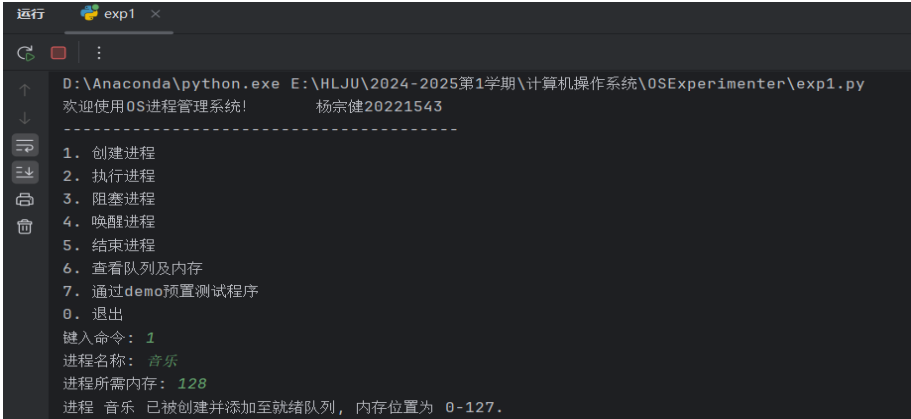 运行 exp1 ×
D:\Anaconda\python.exe E:\HLJU\2024-2025第1学期\计算机操作系统\OSExperimenter\exp1.py
欢迎使用OS进程管理系统! 杨宗健20221543
----------------------------------------
1. 创建进程
2. 执行进程
3. 阻塞进程
4. 唤醒进程
5. 结束进程
6. 查看队列及内存
7. 通过demo预置测试程序
0. 退出
键入命令: 1
进程名称: 音乐
进程所需内存: 128
进程 音乐 已被创建并添加至就绪队列, 内存位置为 0-127.